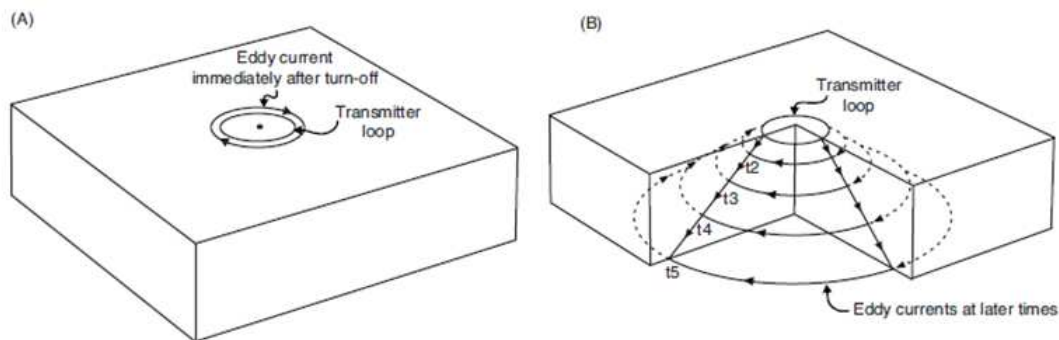 (A)
Eddy current
immediately after turn-off
Transmitter
loop
(B)
Transmitter
loop
t2
t3
t4
t5
Eddy currents at later times